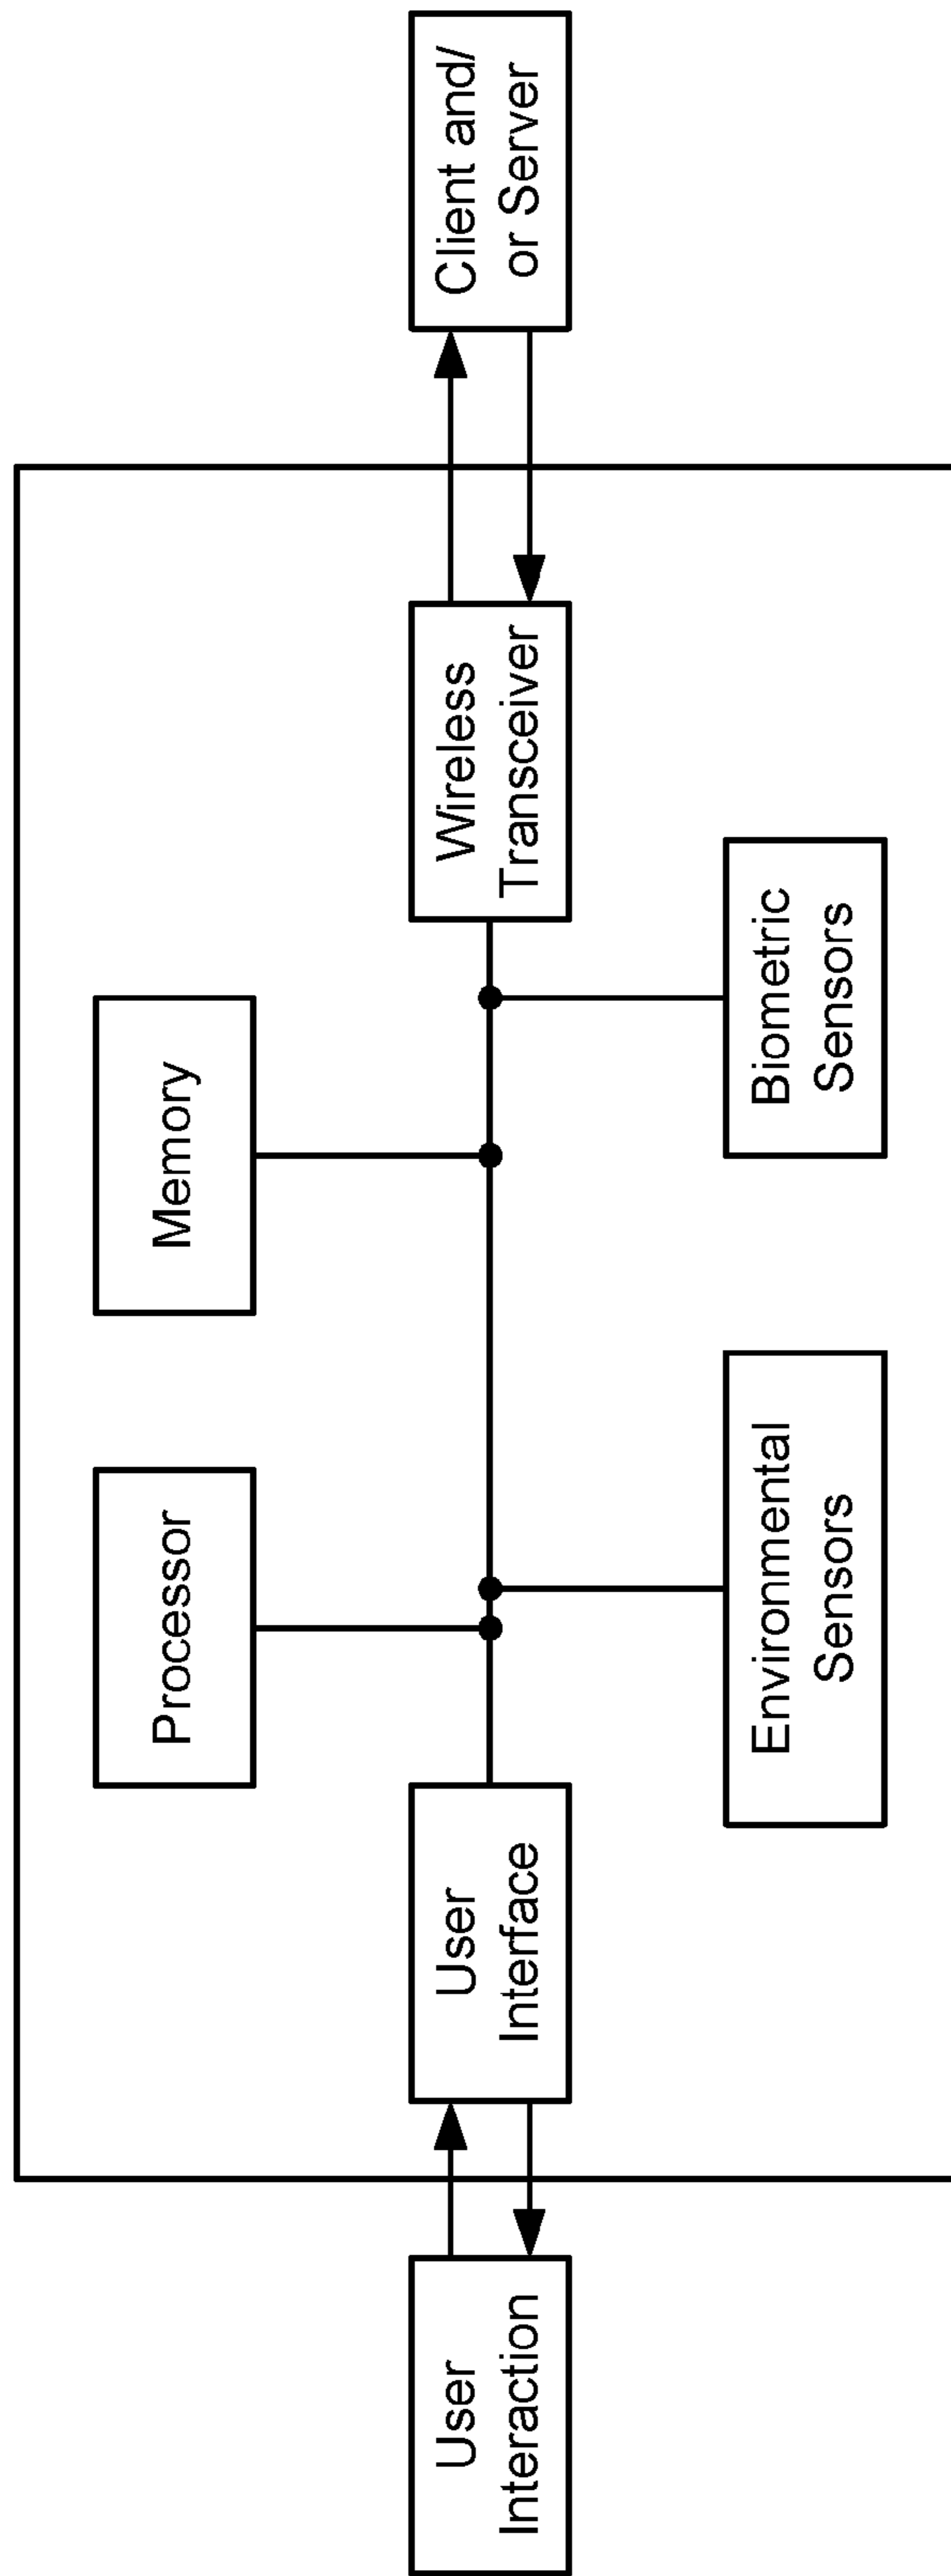 Processor
Memory
User
Interaction
User
Interface
Wireless
Transceiver
Client and/
or Server
Environmental
Sensors
Biometric
Sensors